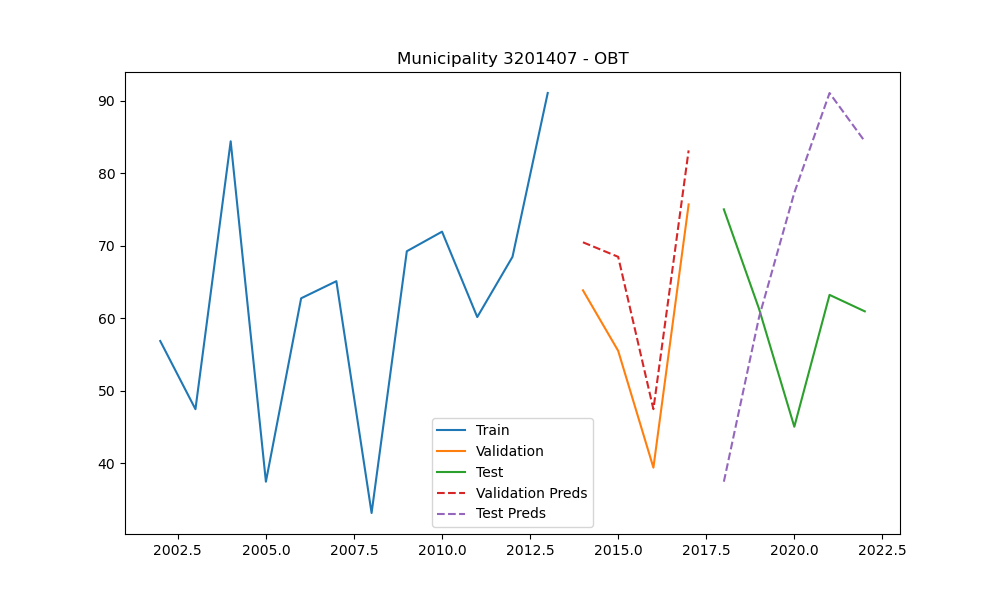 Municipality 3201407 - OBT
90
80
70
60
50
40
Train
Validation
Test
Validation Preds
Test Preds
2002.5 2005.0 2007.5 2010.0 2012.5 2015.0 2017.5 2020.0 2022.5